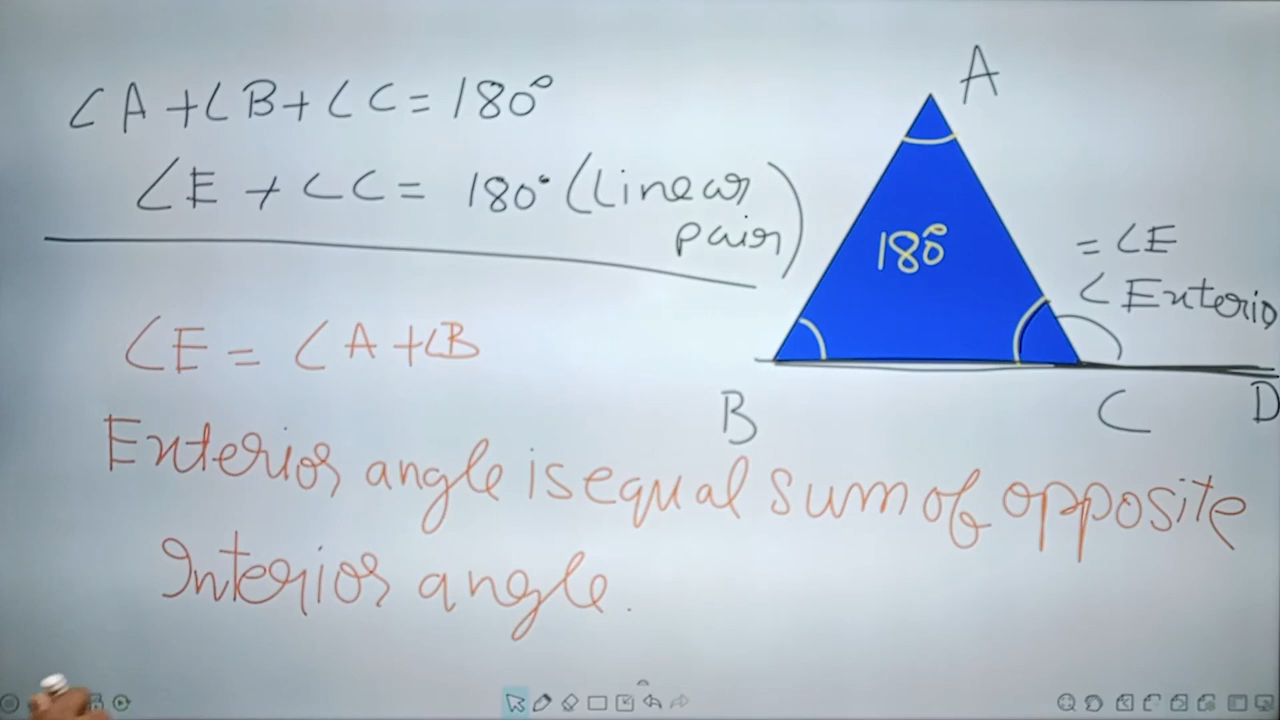 ∠A+∠B+∠C=180°
∠E+∠C=180° (Linear
pair)
∠E=∠A+∠B
Exterior angle is equal sum of opposite
Interior angle.
A
180°
=∠E
∠Exterio
B
C
D